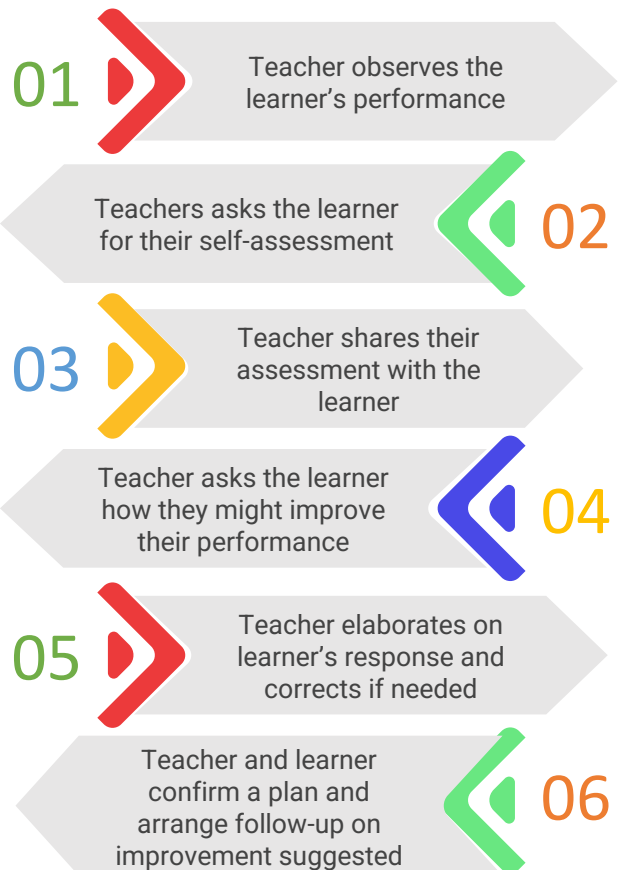 01
Teacher observes the
learner's performance
Teachers asks the learner
for their self-assessment
02
03
Teacher shares their
assessment with the
learner
Teacher asks the learner
how they might improve
their performance
04
05
Teacher elaborates on
learner's response and
corrects if needed
Teacher and learner
confirm a plan and
arrange follow-up on
improvement suggested
06